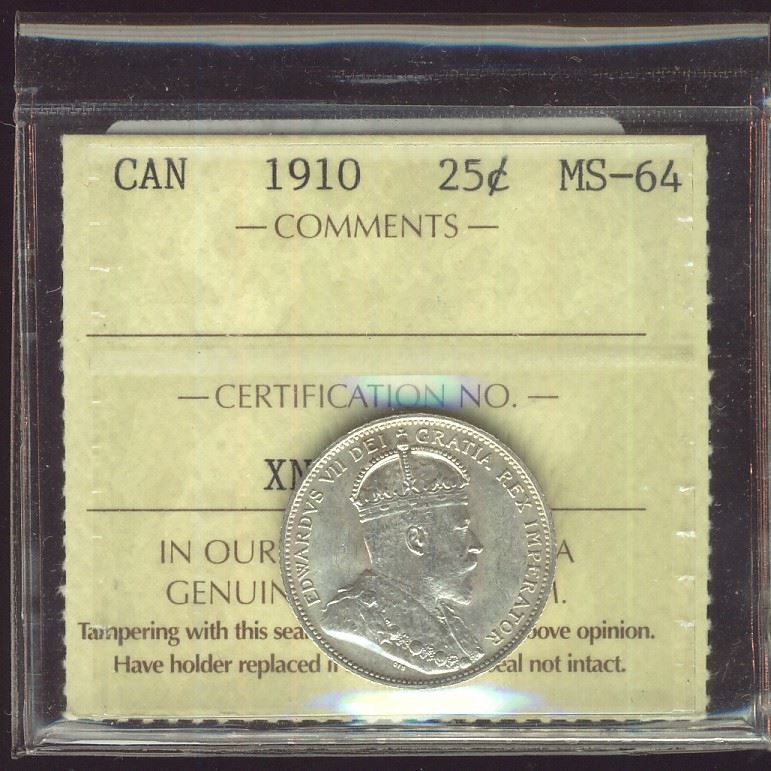 CAN 1910 25¢ MS-64
— COMMENTS —
— CERTIFICATION NO. —
XN
IN OUR A
GENUIN M.
Tampering with this sea ove opinion.
Have holder replaced eal not intact.
EDWARDVS VII DEI GRATIA REX IMPERATOR